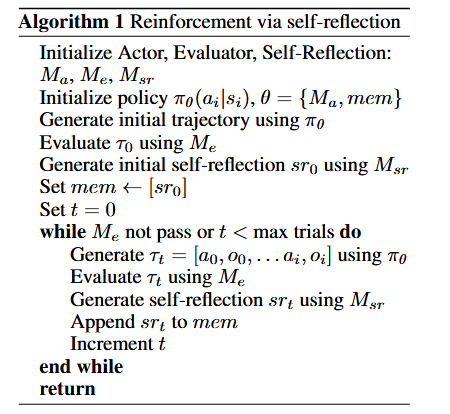 Algorithm 1 Reinforcement via self-reflection
Initialize Actor, Evaluator, Self-Reflection:
Mₐ, Mₑ, Mₛᵣ
Initialize policy π_θ(aᵢ|sᵢ), θ = {Mₐ, mem}
Generate initial trajectory using π_θ
Evaluate τ₀ using Mₑ
Generate initial self-reflection sr₀ using Mₛᵣ
Set mem ← [sr₀]
Set t = 0
while Mₑ not pass or t < max trials do
Generate τₜ = [a₀, o₀, . . . aᵢ, oᵢ] using π_θ
Evaluate τₜ using Mₑ
Generate self-reflection srₜ using Mₛᵣ
Append srₜ to mem
Increment t
end while
return